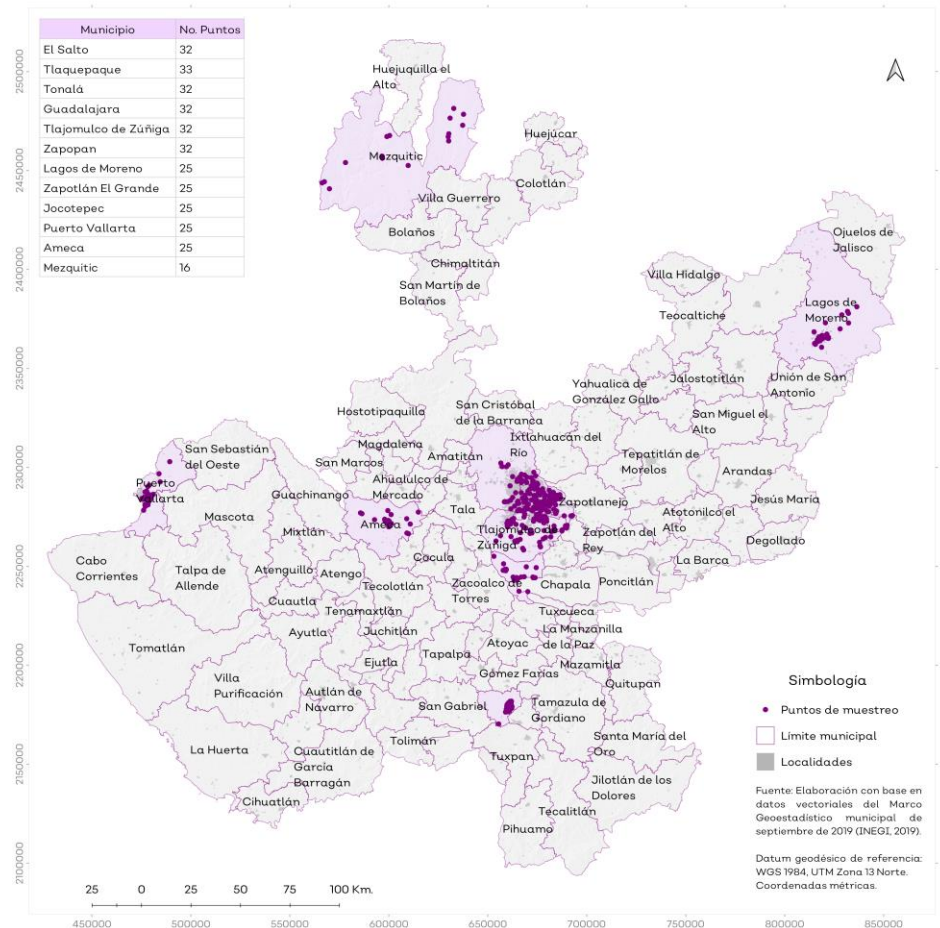 Municipio No. Puntos
El Salto 32
Tlaquepaque 33
Tonalá 32
Guadalajara 32
Tlajomulco de Zúñiga 32
Zapopan 32
Lagos de Moreno 25
Zapotlán El Grande 25
Jocotepec 25
Puerto Vallarta 25
Ameca 25
Mezquitic 16
Huejuquilla el
Alto
Huejúcar
Mezquitic
Colotlán
Villa Guerrero
Bolaños
Ojuelos de
Jalisco
Chimaltitán
Villa Hidalgo
San Martín de
Bolaños
Lagos de
Moreno
Teocaltiche
Jalostotitlán
Unión de San
Antonio
Yahualica de
González Gallo
Hostotipaquillo
San Cristóbal
de la Barranca
San Miguel el
Alto
Magdalena
Ixtlahuacán del
Río
San Sebastián
del Oeste
San Marcos
Amatitán
Tepatitlán de
Morelos
Arandas
Puerto
Vallarta
Guachinango
Ahualulco de
Mercado
Tala
Zapotlanejo
Jesús María
Mascota
Mixtlán
Ameca
Tlajomulco de
Zúñiga
Zapotlán del
Rey
Atotonilco el
Alto
Degollado
Cabo
Corrientes
Talpa de
Allende
Atenguillo
Atengo
Cocula
La Barca
Tecolotlán
Zacoalco de
Torres
Chapala
Poncitlán
Cuautla
Tenamaxtlán
Tuxcueca
Tomatlán
Ayutla
Juchitlán
Atoyac
La Manzanilla
de la Paz
Ejutla
Tapalpa
Gómez Farías
Mazamitla
Villa
Purificación
Quitupan
Autlán de
Navarro
San Gabriel
Tamazula de
Gordiano
La Huerta
Tolimán
Santa María del
Oro
Cuautitlán de
García
Barragán
Tuxpan
Jilotlán de los
Dolores
Cihuatlán
Tecalitlán
Pihuamo
Simbología
Puntos de muestreo
Límite municipal
Localidades
Fuente: Elaboración con base en
datos vectoriales del Marco
Geoestadístico municipal de
septiembre de 2019 (INEGI, 2019).
Datum geodésico de referencia:
WGS 1984, UTM Zona 13 Norte.
Coordenadas métricas.
25 0 25 50 75 100 Km.
2500000
2450000
2400000
2350000
2300000
2250000
2200000
2150000
2100000
450000 500000 550000 600000 650000 700000 750000 800000 850000